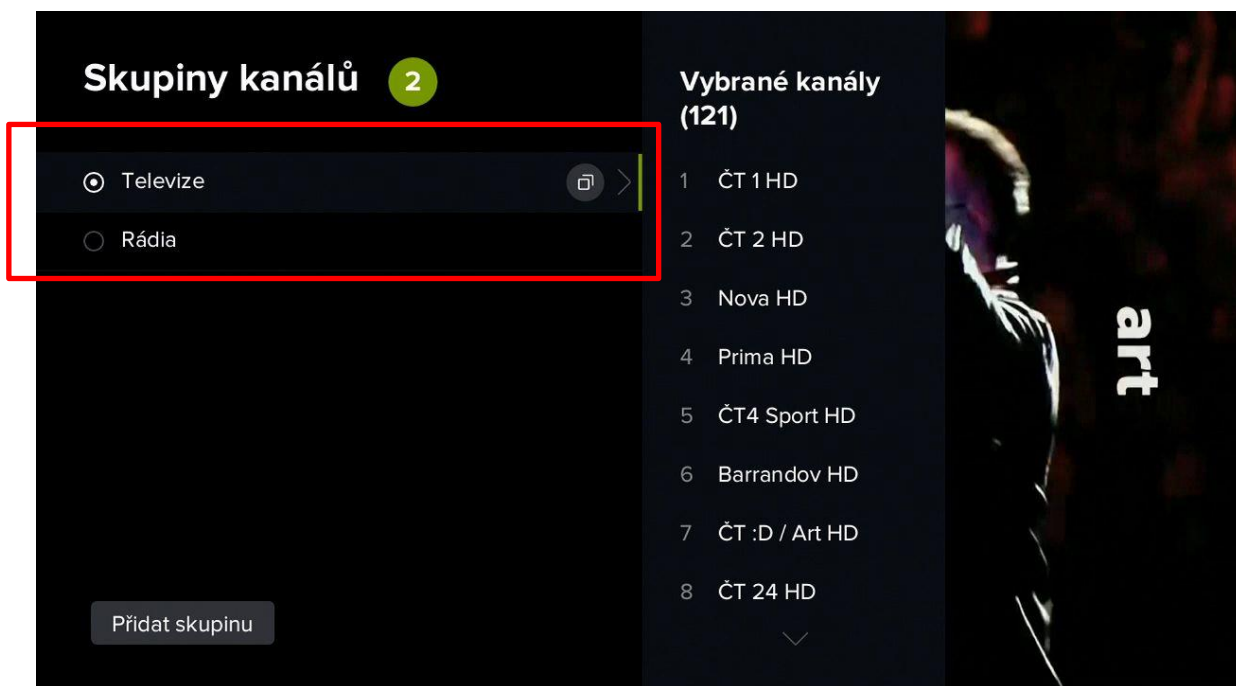 Skupiny kanálů 2
Televize
Rádia
Přidat skupinu
Vybrané kanály
(121)
1 ČT 1 HD
2 ČT 2 HD
3 Nova HD
4 Prima HD
5 ČT4 Sport HD
6 Barrandov HD
7 ČT :D / Art HD
8 ČT 24 HD
art